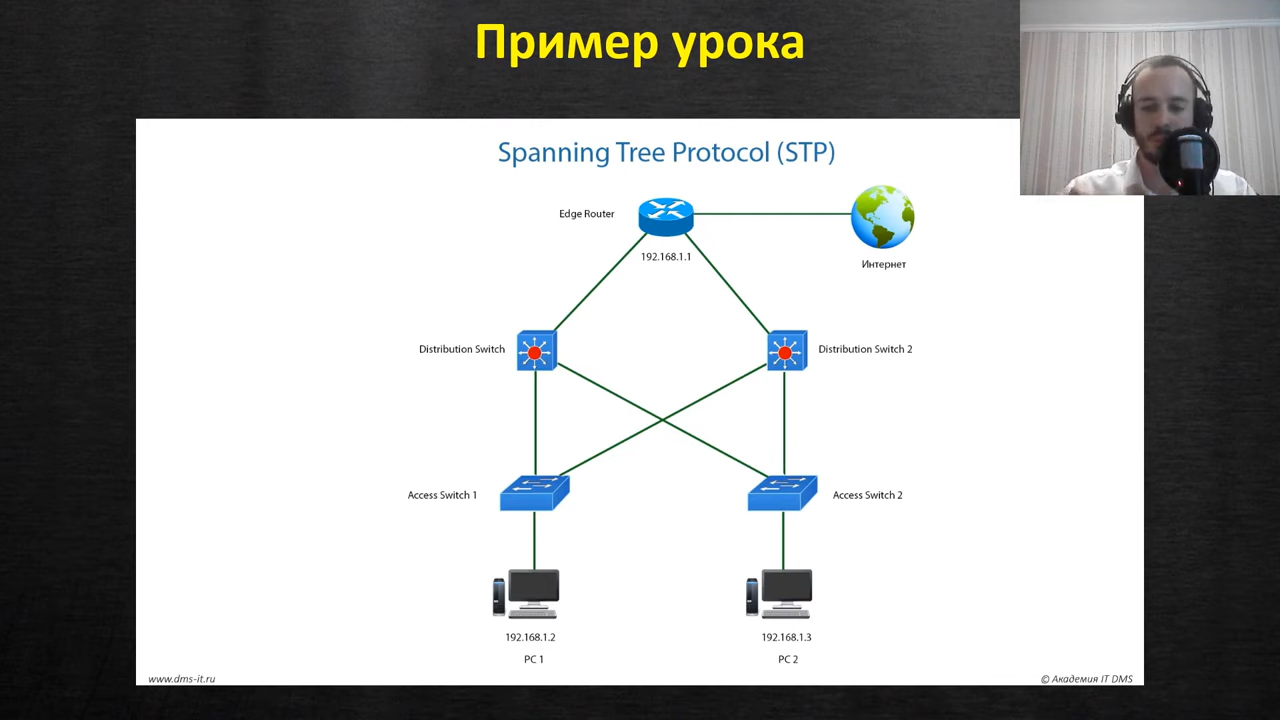 Пример урока
Spanning Tree Protocol (STP)
Edge Router
192.168.1.1
Интернет
Distribution Switch
Distribution Switch 2
Access Switch 1
Access Switch 2
192.168.1.2
192.168.1.3
PC 1
PC 2
www.dms-it.ru
© Академия IT DMS